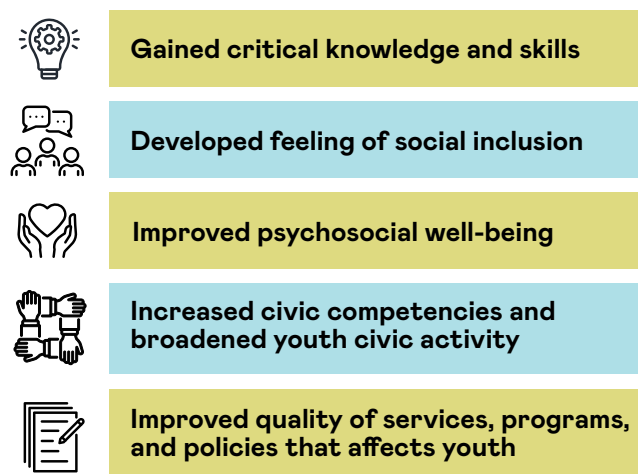 Gained critical knowledge and skills
Developed feeling of social inclusion
Improved psychosocial well-being
Increased civic competencies and
broadened youth civic activity
Improved quality of services, programs,
and policies that affects youth